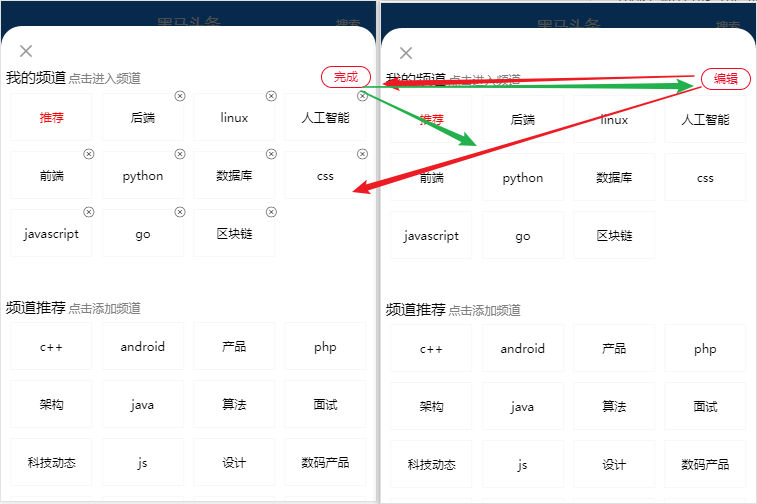 黑马头条 搜索
我的频道 点击进入频道 完成
推荐 后端 linux 人工智能
前端 python 数据库 css
javascript go 区块链
频道推荐 点击添加频道
c++ android 产品 php
架构 java 算法 面试
科技动态 js 设计 数码产品
黑马头条 搜索
我的频道 点击进入频道 编辑
推荐 后端 linux 人工智能
前端 python 数据库 css
javascript go 区块链
频道推荐 点击添加频道
c++ android 产品 php
架构 java 算法 面试
科技动态 js 设计 数码产品